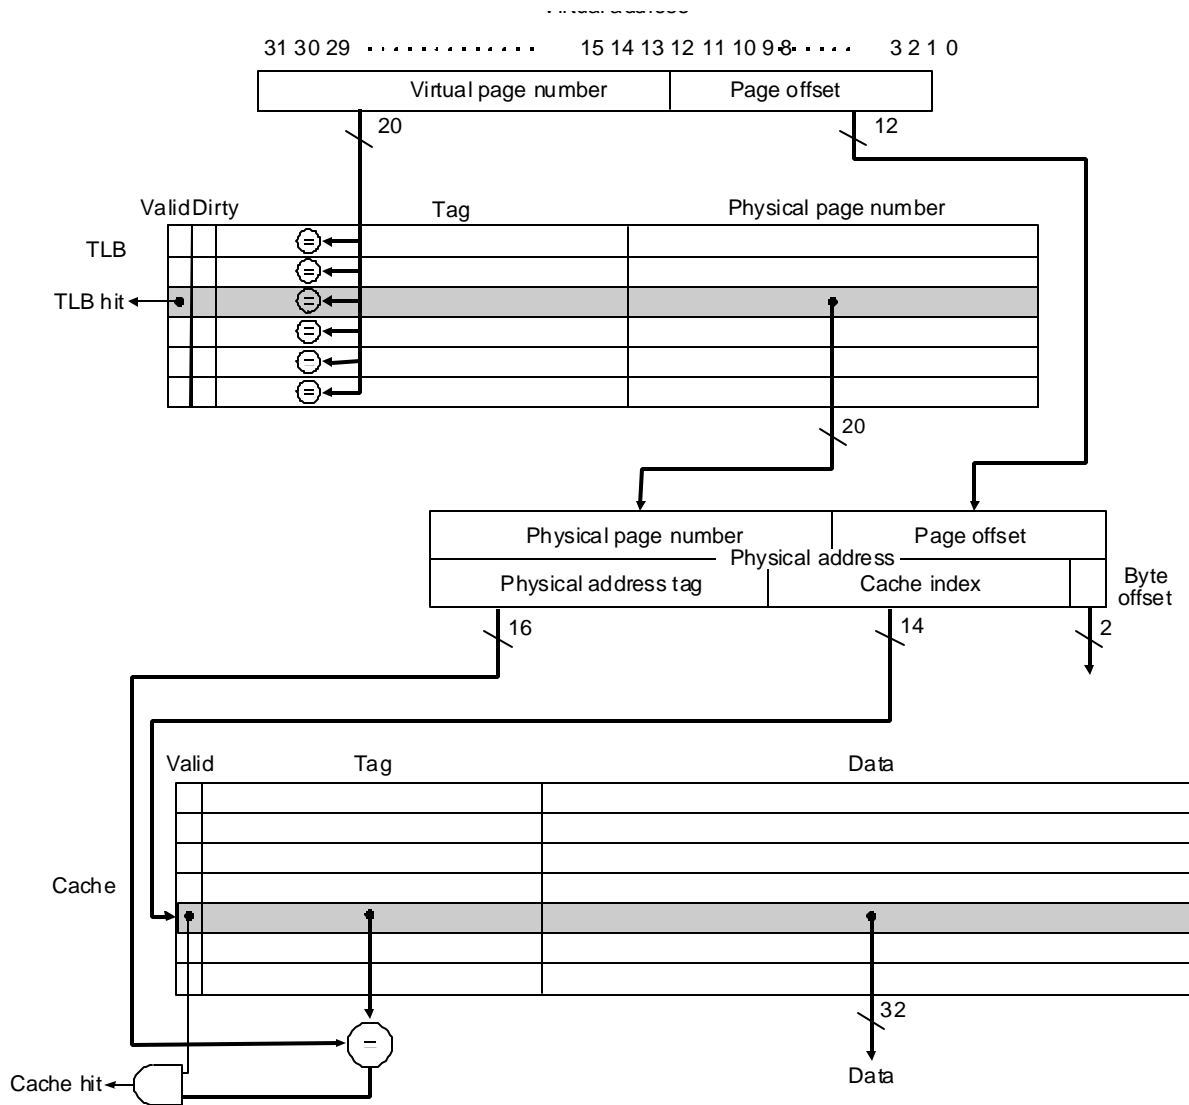 31 30 29 · · · · · · · · · · · · · · 15 14 13 12 11 10 9 8 · · · · · · 3 2 1 0
Virtual page number Page offset
20 12
Valid Dirty Tag Physical page number
TLB
=
=
TLB hit =
=
=
=
20
Physical page number Page offset
Physical address
Physical address tag Cache index
Byte
offset
16 14 2
Valid Tag Data
Cache
32
=
Cache hit
Data